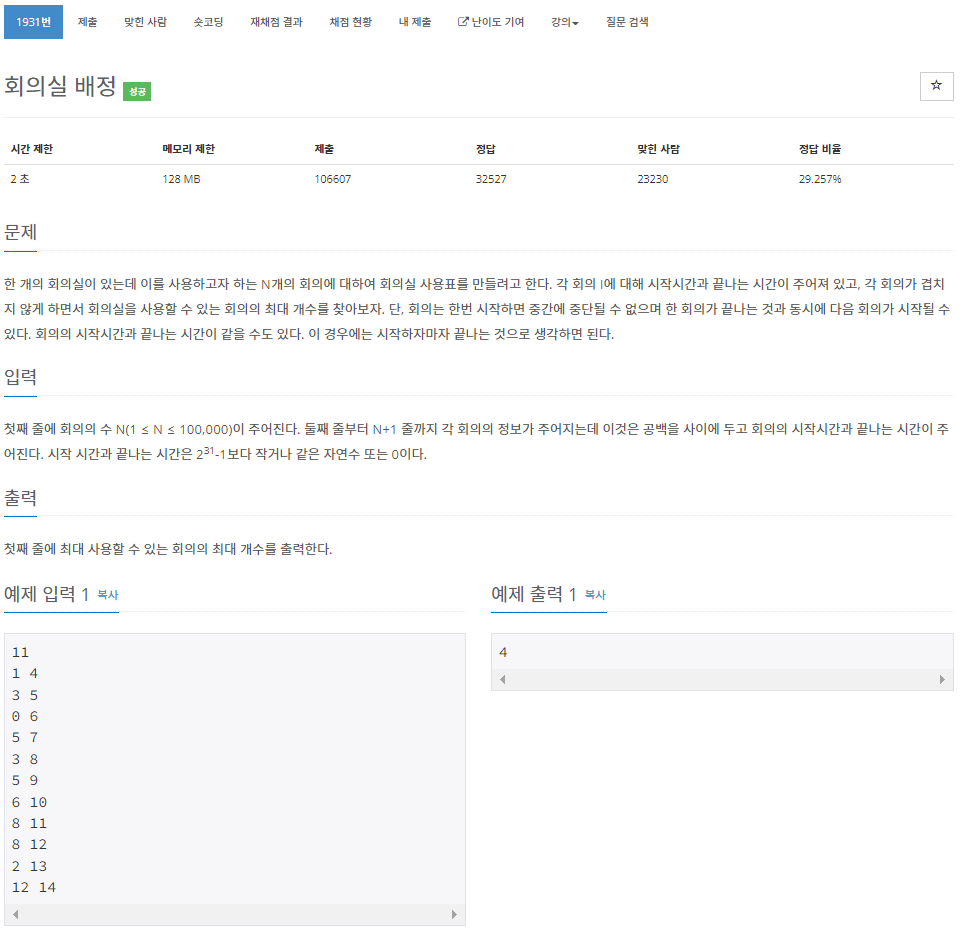 1931번 제출 맞힌 사람 숏코딩 재채점 결과 채점 현황 내 제출 난이도 기여 강의 질문 검색
회의실 배정 성공
시간 제한 메모리 제한 제출 정답 맞힌 사람 정답 비율
2 초 128 MB 106607 32527 23230 29.257%
문제
한 개의 회의실이 있는데 이를 사용하고자 하는 N개의 회의에 대하여 회의실 사용표를 만들려고 한다. 각 회의 I에 대해 시작시간과 끝나는 시간이 주어져 있고, 각 회의가 겹치
지 않게 하면서 회의실을 사용할 수 있는 회의의 최대 개수를 찾아보자. 단, 회의는 한번 시작하면 중간에 중단될 수 없으며 한 회의가 끝나는 것과 동시에 다음 회의가 시작될 수
있다. 회의의 시작시간과 끝나는 시간이 같을 수도 있다. 이 경우에는 시작하자마자 끝나는 것으로 생각하면 된다.
입력
첫째 줄에 회의의 수 N(1 ≤ N ≤ 100,000)이 주어진다. 둘째 줄부터 N+1 줄까지 각 회의의 정보가 주어지는데 이것은 공백을 사이에 두고 회의의 시작시간과 끝나는 시간이 주
어진다. 시작 시간과 끝나는 시간은 2³¹-1보다 작거나 같은 자연수 또는 0이다.
출력
첫째 줄에 최대 사용할 수 있는 회의의 최대 개수를 출력한다.
예제 입력 1 복사
11
1 4
3 5
0 6
5 7
3 8
5 9
6 10
8 11
8 12
2 13
12 14
예제 출력 1 복사
4